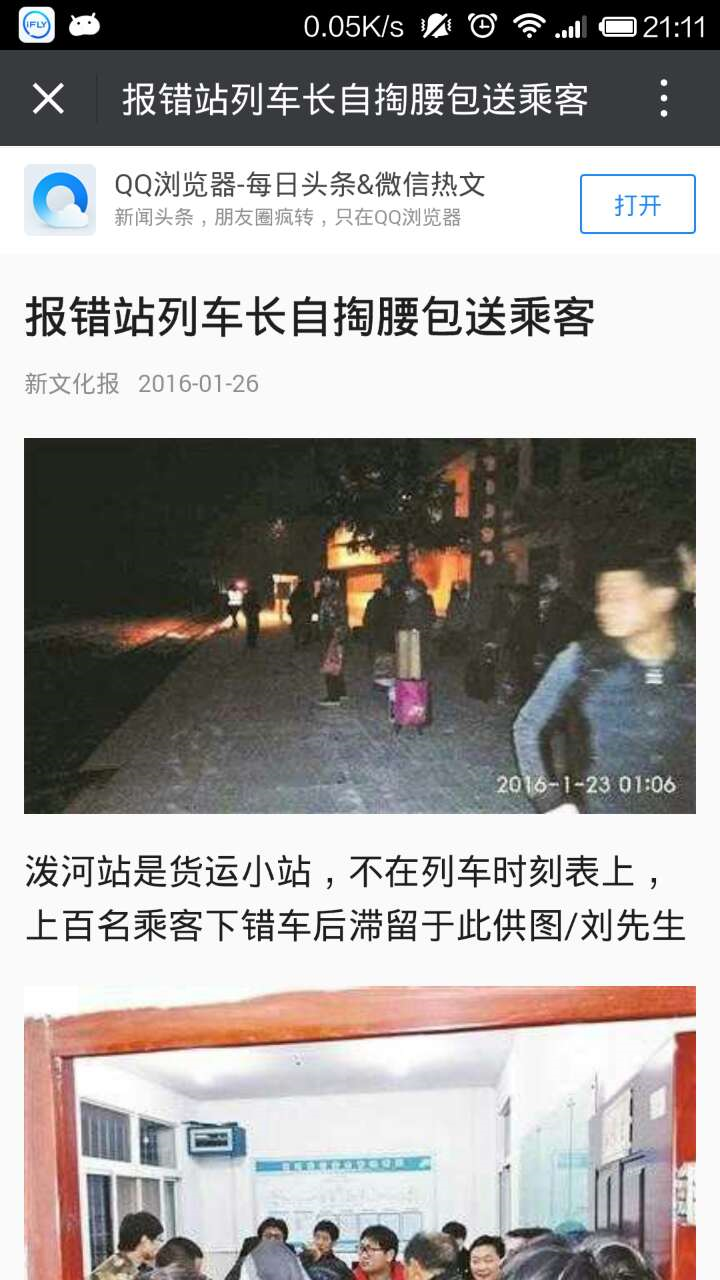 iFLY
0.05K/s
21:11
报错站列车长自掏腰包送乘客
QQ浏览器-每日头条&微信热文
新闻头条，朋友圈疯转，只在QQ浏览器
打开
报错站列车长自掏腰包送乘客
新文化报 2016-01-26
2016-1-23 01:06
泼河站是货运小站，不在列车时刻表上，
上百名乘客下错车后滞留于此供图/刘先生